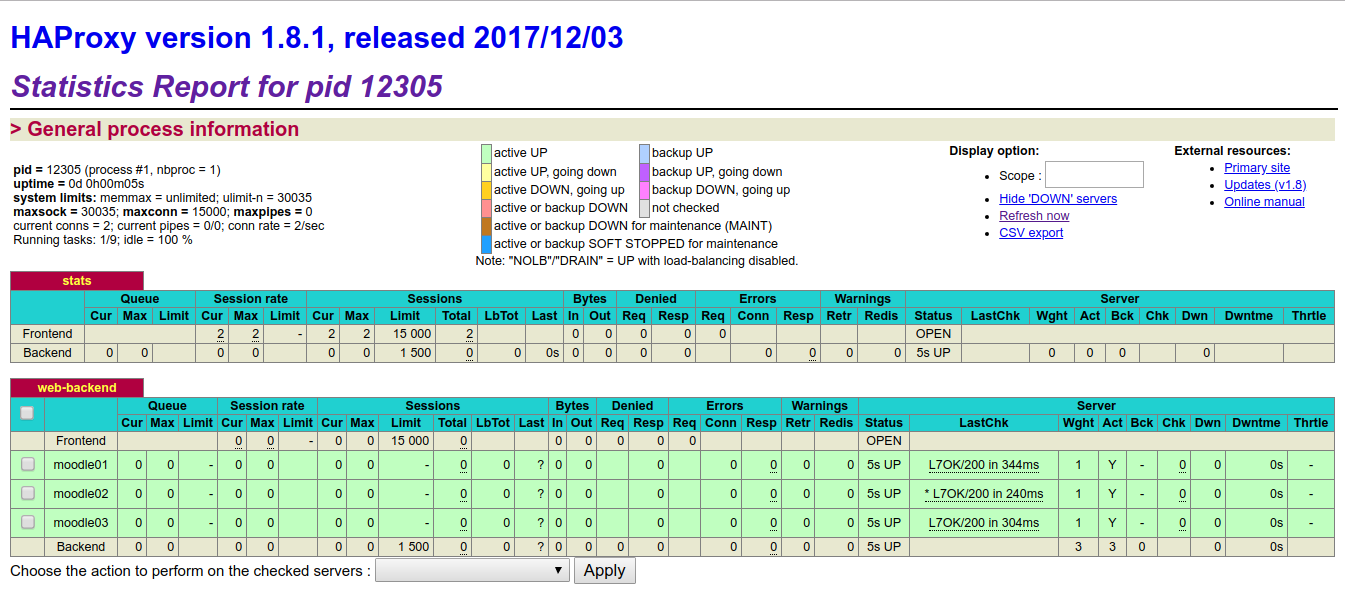 HAProxy version 1.8.1, released 2017/12/03
Statistics Report for pid 12305
> General process information
pid = 12305 (process #1, nbproc = 1)
uptime = 0d 0h00m05s
system limits: memmax = unlimited; ulimit-n = 30035
maxsock = 30035; maxconn = 15000; maxpipes = 0
current conns = 2; current pipes = 0/0; conn rate = 2/sec
Running tasks: 1/9; idle = 100 %
active UP backup UP
active UP, going down backup UP, going down
active DOWN, going up backup DOWN, going up
active or backup DOWN not checked
active or backup DOWN for maintenance (MAINT)
active or backup SOFT STOPPED for maintenance
Note: "NOLB"/"DRAIN" = UP with load-balancing disabled.
Display option:
• Scope :
• Hide 'DOWN' servers
• Refresh now
• CSV export
External resources:
• Primary site
• Updates (v1.8)
• Online manual
stats
Queue Session rate Sessions Bytes Denied Errors Warnings Server
Cur Max Limit Cur Max Limit Cur Max Limit Total LbTot Last In Out Req Resp Req Conn Resp Retr Redis Status LastChk Wght Act Bck Chk Dwn Dwntme Thrtle
Frontend 2 2 - 2 2 15 000 2 0 0 0 0 0 OPEN
Backend 0 0 0 0 0 0 1 500 0 0 0s 0 0 0 0 0 0 0 0 5s UP 0 0 0 0
web-backend
Queue Session rate Sessions Bytes Denied Errors Warnings Server
Cur Max Limit Cur Max Limit Cur Max Limit Total LbTot Last In Out Req Resp Req Conn Resp Retr Redis Status LastChk Wght Act Bck Chk Dwn Dwntme Thrtle
Frontend 0 0 - 0 0 15 000 0 0 0 0 0 0 OPEN
moodle01 0 0 - 0 0 0 0 - 0 0 ? 0 0 0 0 0 0 0 5s UP L7OK/200 in 344ms 1 Y - 0 0 0s -
moodle02 0 0 - 0 0 0 0 - 0 0 ? 0 0 0 0 0 0 0 5s UP * L7OK/200 in 240ms 1 Y - 0 0 0s -
moodle03 0 0 - 0 0 0 0 - 0 0 ? 0 0 0 0 0 0 0 5s UP L7OK/200 in 304ms 1 Y - 0 0 0s -
Backend 0 0 0 0 0 0 1 500 0 0 ? 0 0 0 0 0 0 0 0 5s UP 3 3 0 0 0s
Choose the action to perform on the checked servers : Apply